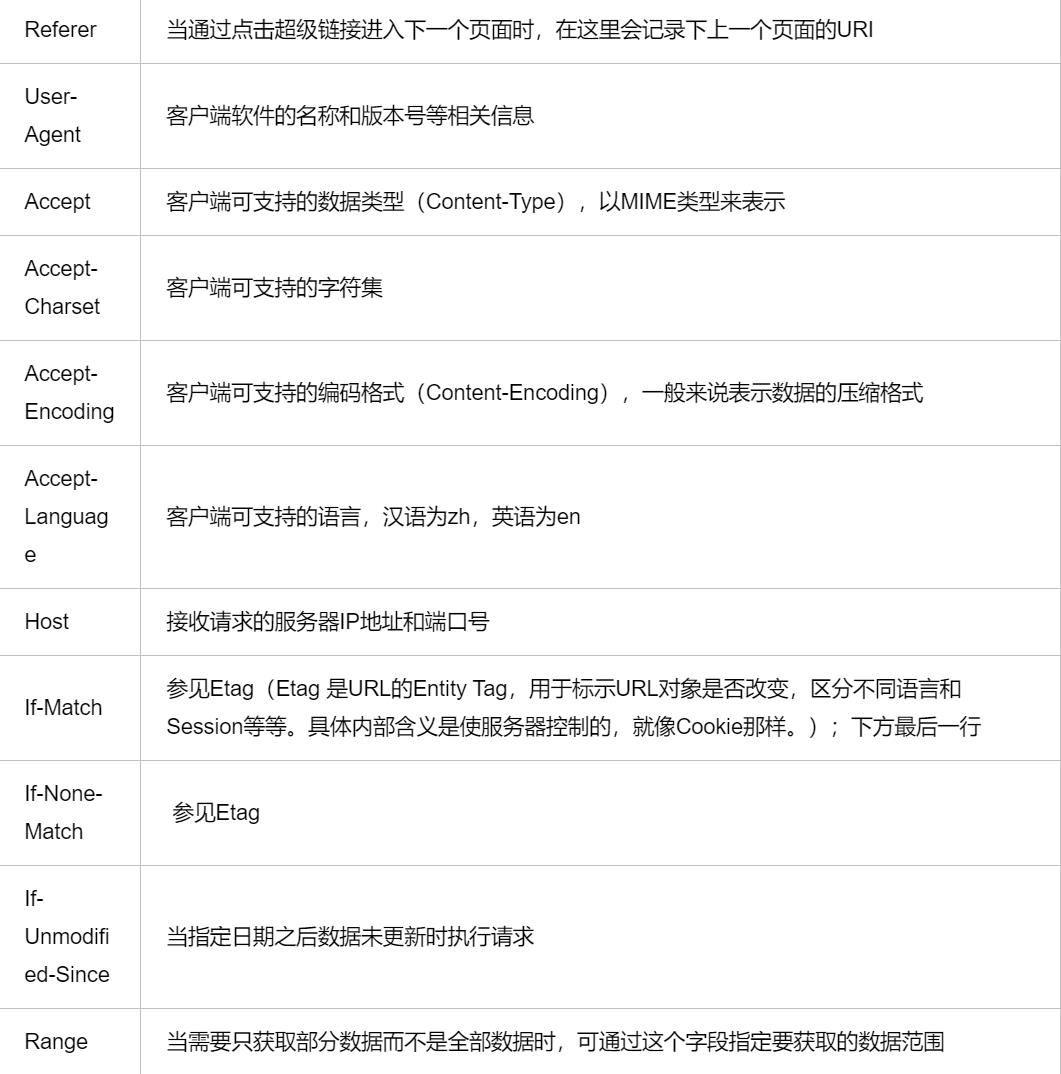 Referer
当通过点击超级链接进入下一个页面时，在这里会记录下上一个页面的URI
User-
Agent
客户端软件的名称和版本号等相关信息
Accept
客户端可支持的数据类型（Content-Type），以MIME类型来表示
Accept-
Charset
客户端可支持的字符集
Accept-
Encoding
客户端可支持的编码格式（Content-Encoding），一般来说表示数据的压缩格式
Accept-
Languag
e
客户端可支持的语言，汉语为zh，英语为en
Host
接收请求的服务器IP地址和端口号
If-Match
参见Etag（Etag 是URL的Entity Tag，用于标示URL对象是否改变，区分不同语言和
Session等等。具体内部含义是使服务器控制的，就像Cookie那样。）；下方最后一行
If-None-
Match
参见Etag
If-
Unmodifi
ed-Since
当指定日期之后数据未更新时执行请求
Range
当需要只获取部分数据而不是全部数据时，可通过这个字段指定要获取的数据范围